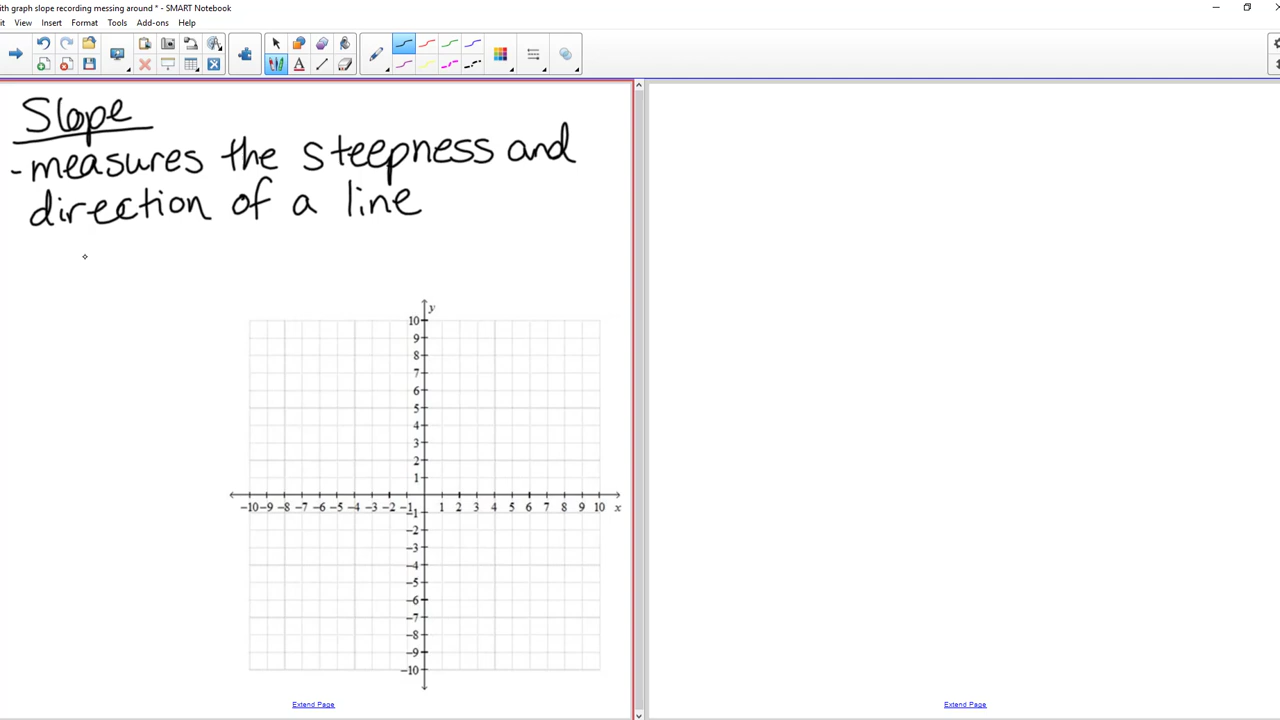 ith graph slope recording messing around * - SMART Notebook
it View Insert Format Tools Add-ons Help
Slope
- measures the steepness and
direction of a line
y
10
9
8
7
6
5
4
3
2
1
-10 -9 -8 -7 -6 -5 -4 -3 -2 -1 1 2 3 4 5 6 7 8 9 10 x
-1
-2
-3
-4
-5
-6
-7
-8
-9
-10
Extend Page Extend Page